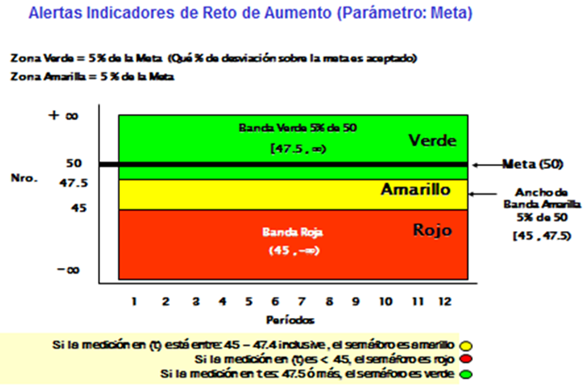 Alertas Indicadores de Reto de Aumento (Parámetro: Meta)
Zona Verde = 5 % de la Meta (Qué % de desviación sobre la meta es aceptado)
Zona Amarilla = 5 % de la Meta
+ ∞
Banda Verde 5% de 50
[47.5 , ∞)
Verde
50
Meta (50)
Nro.
47.5
Amarillo
Ancho de
Banda Amarilla
5% de 50
[45 , 47.5)
45
Banda Roja
(45 , -∞)
Rojo
-∞
1 2 3 4 5 6 7 8 9 10 11 12
Períodos
Si la medición en (t) está entre: 45 – 47.4 inclusive, el semáforo es amarillo
Si la medición en (t) es < 45, el semáforo es rojo
Si la medición en t es: 47.5 ó más, el semáforo es verde